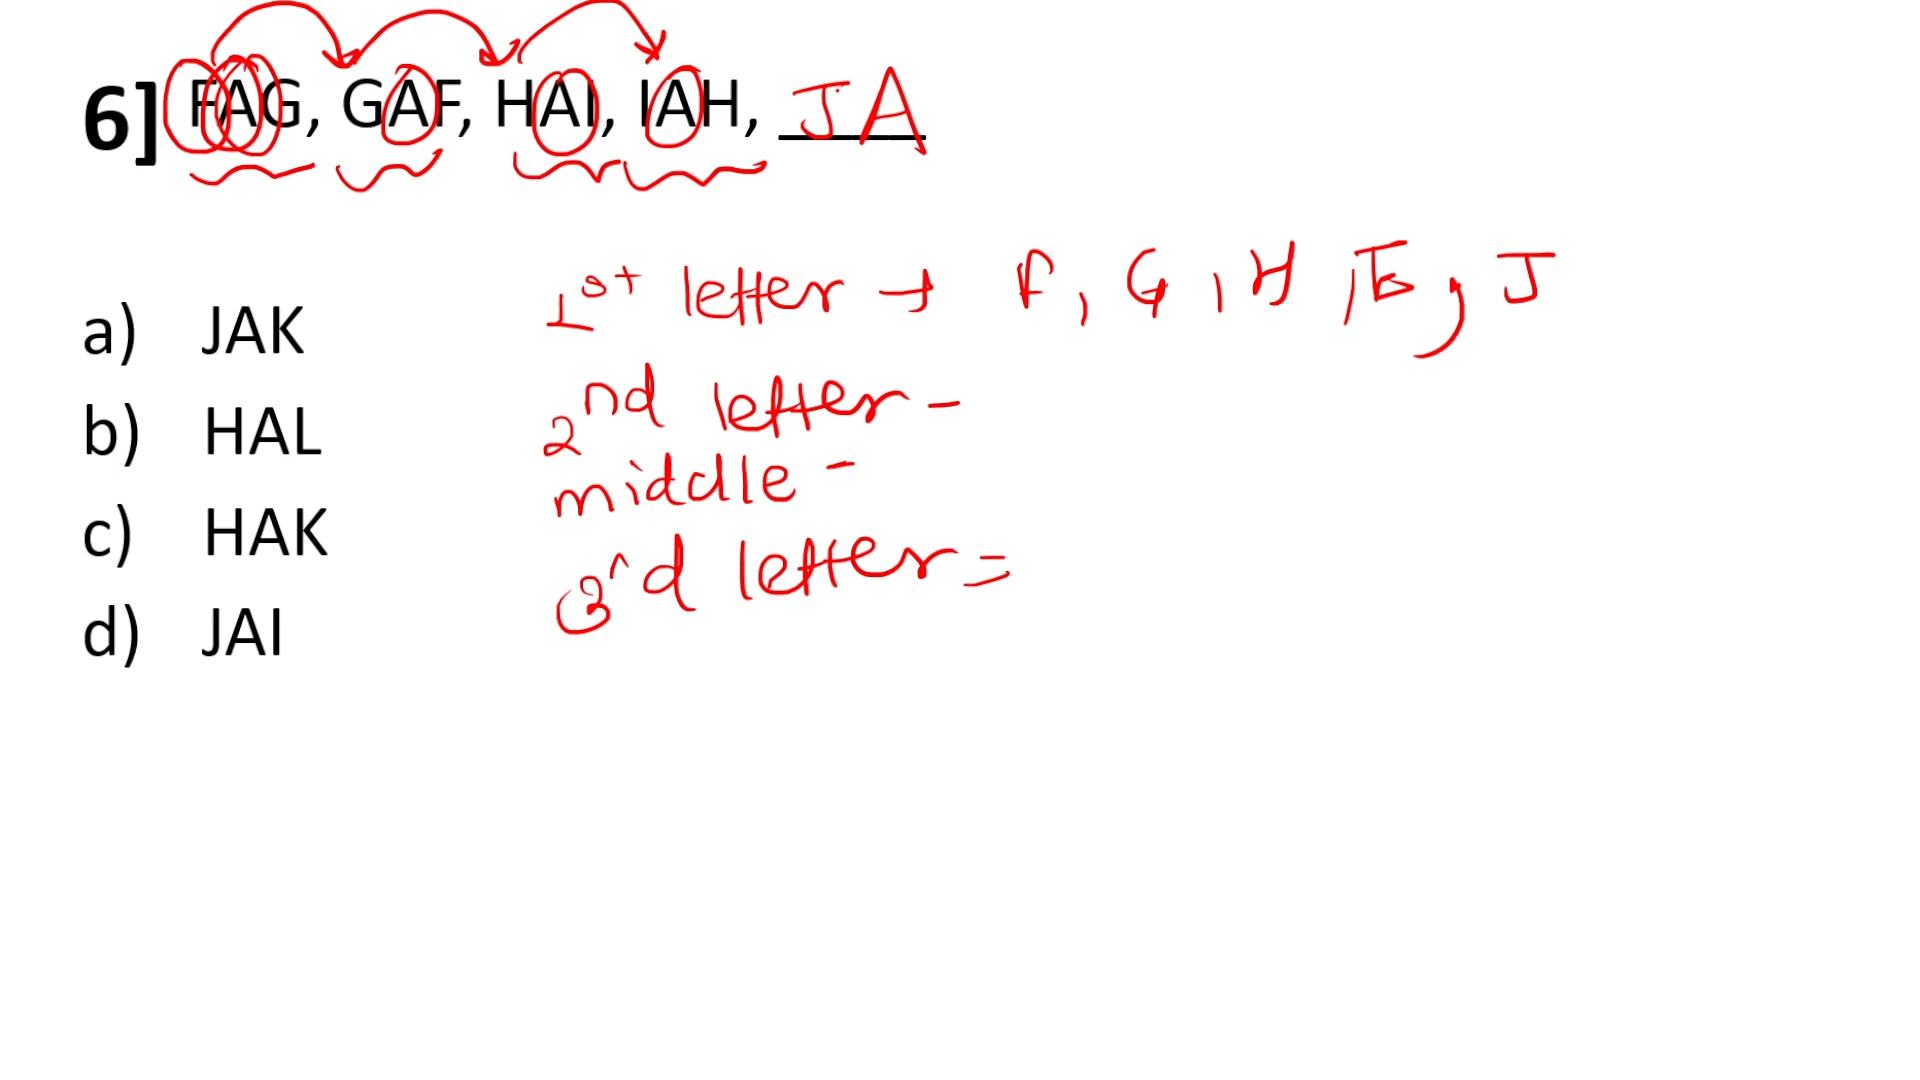 6] FAG, GAF, HAI, IAH, JA
a) JAK
b) HAL
c) HAK
d) JAI
1st letter → F, G, H, I, J
2nd letter -
middle -
3rd letter =